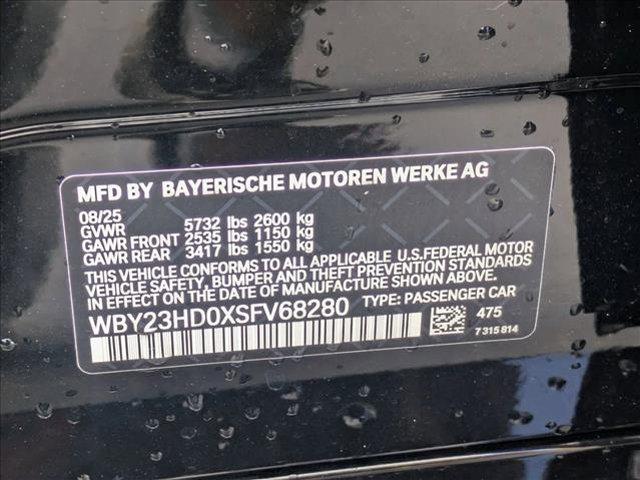 MFD BY BAYERISCHE MOTOREN WERKE AG
08/25
GVWR 5732 lbs 2600 kg
GAWR FRONT 2535 lbs 1150 kg
GAWR REAR 3417 lbs 1550 kg
THIS VEHICLE CONFORMS TO ALL APPLICABLE U.S.FEDERAL MOTOR
VEHICLE SAFETY, BUMPER AND THEFT PREVENTION STANDARDS
IN EFFECT ON THE DATE OF MANUFACTURE SHOWN ABOVE.
WBY23HD0XSFV68280 TYPE: PASSENGER CAR
475
7 315 814